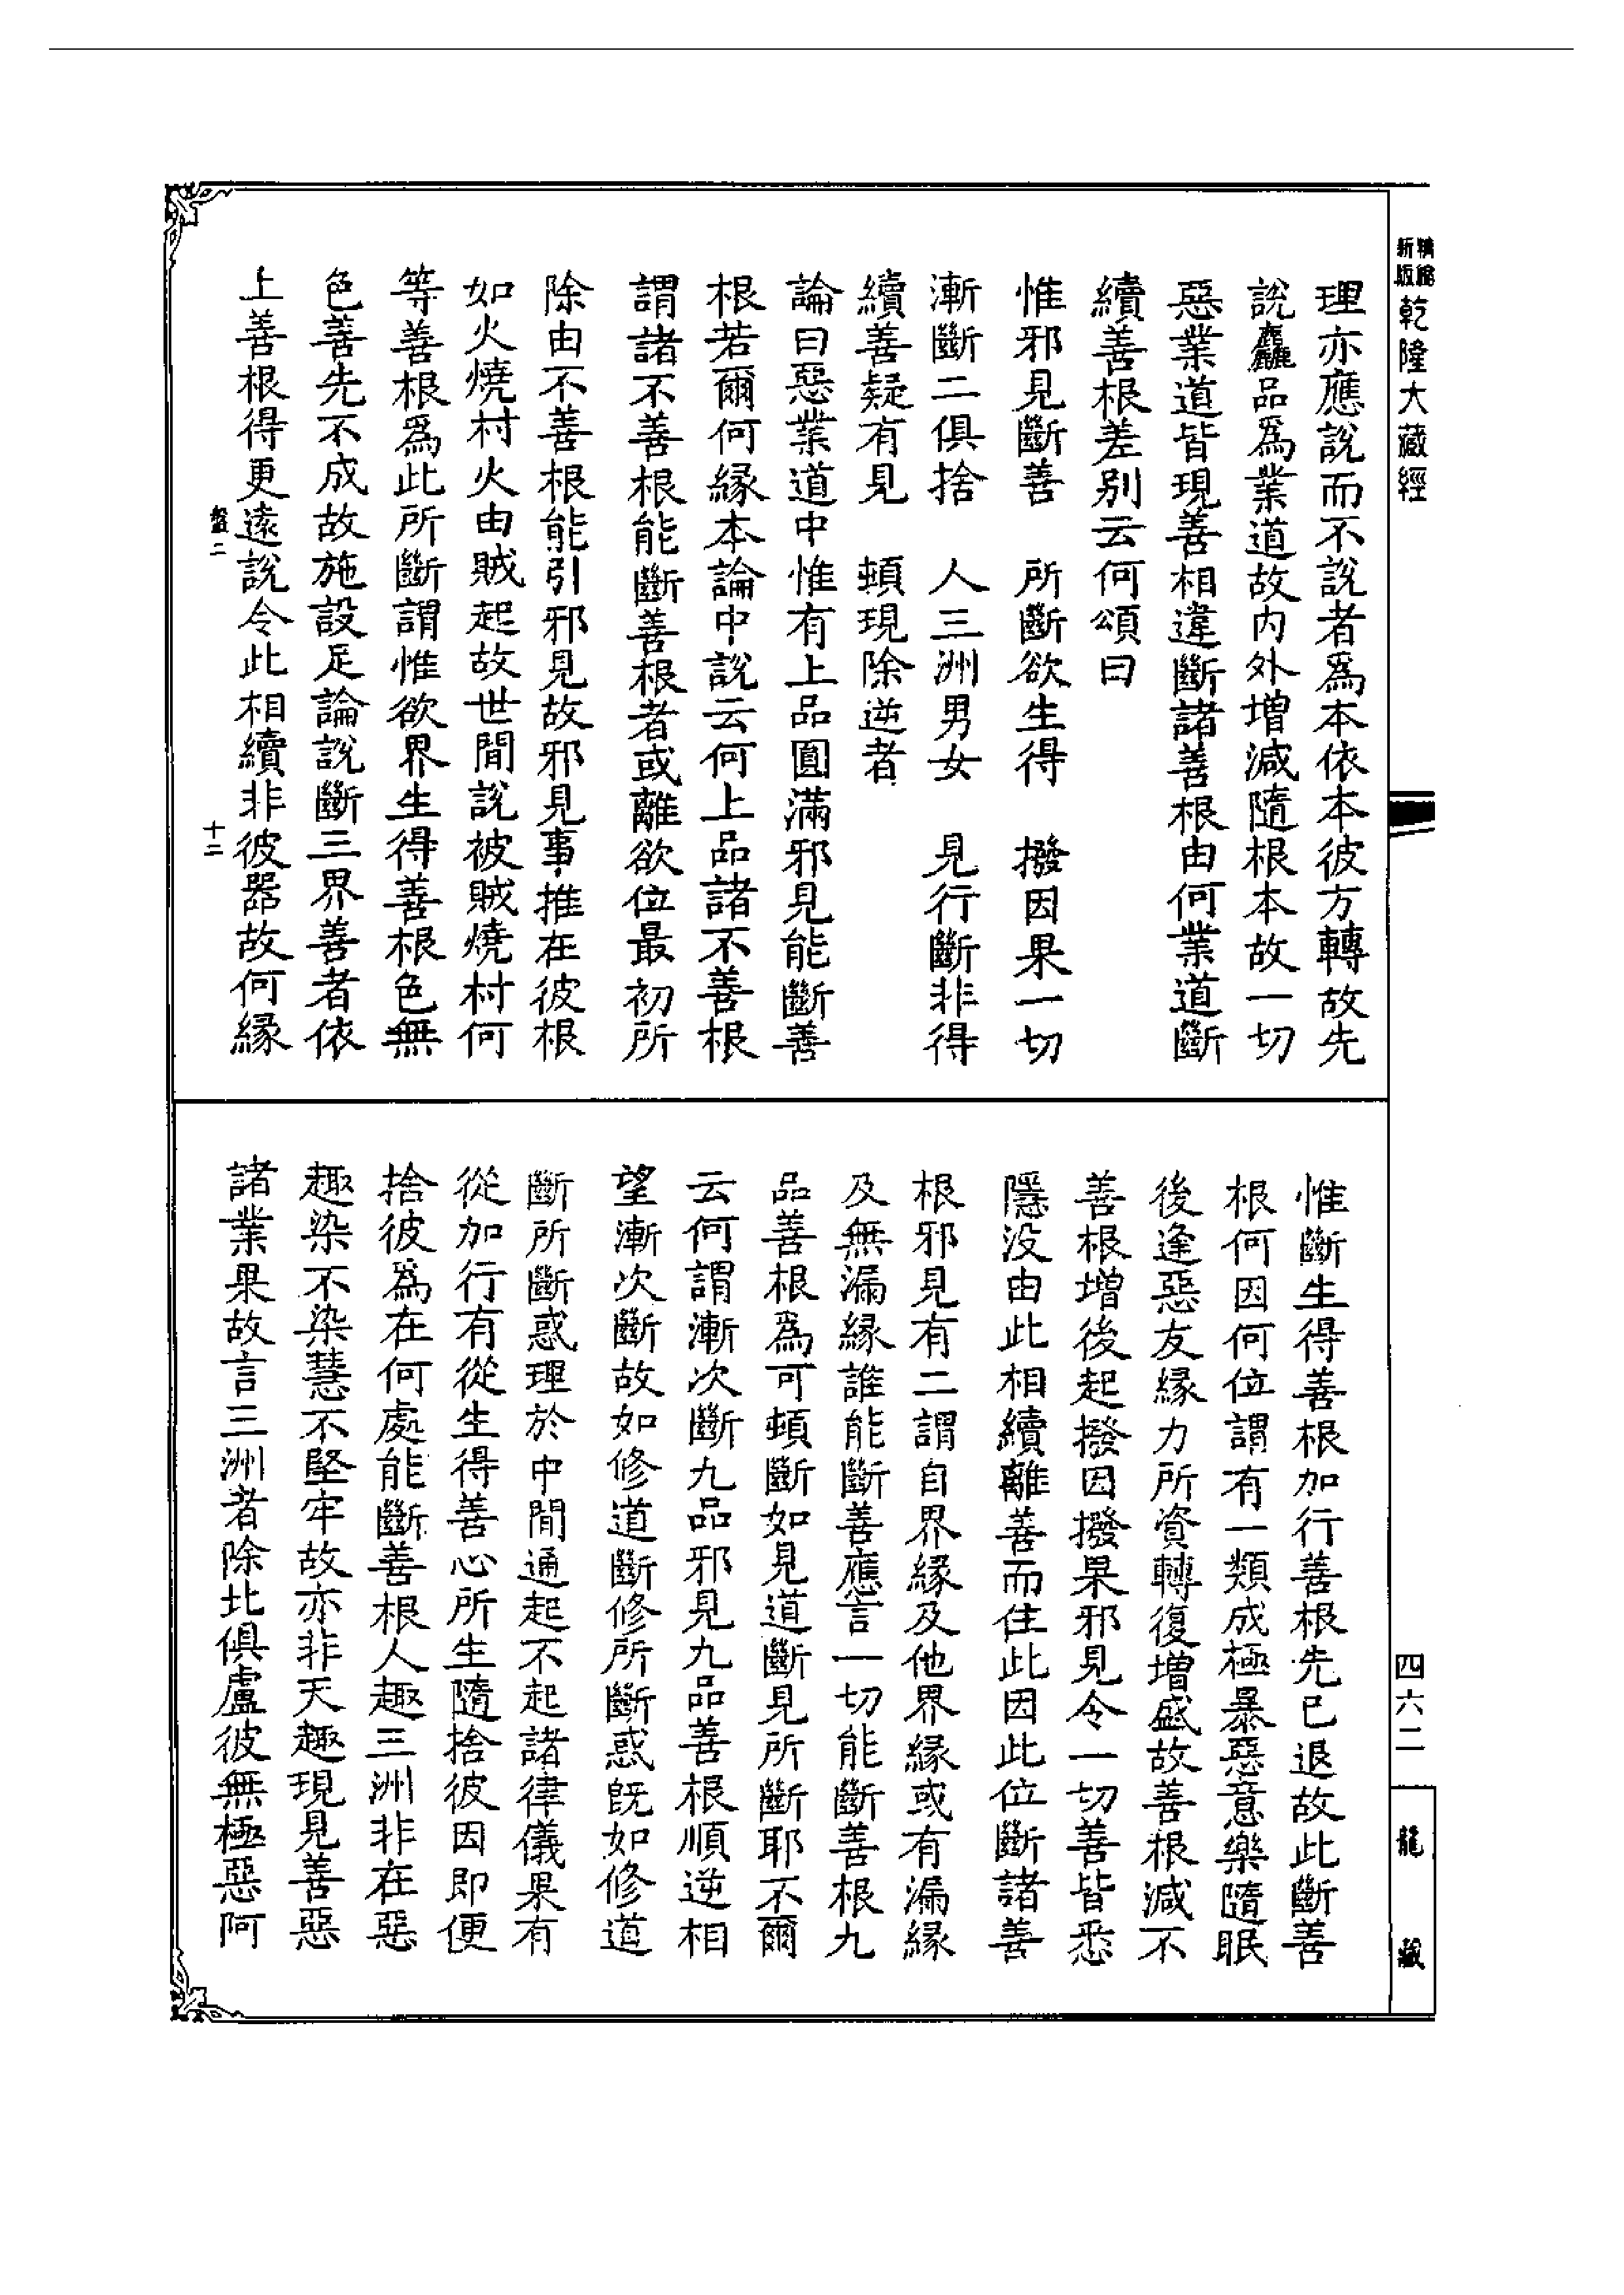 精縮新版乾隆大藏經
理亦應說而不說者爲本依本彼方轉故先
說麤品爲業道故内外增減隨根本故一切
惡業道皆現善相違斷諸善根由何業道斷
續善根差別云何頌曰
惟邪見斷善　所斷欲生得　撥因果一切
漸斷二俱捨　人三洲男女　見行斷非得
續善疑有見　頓現除逆者
論曰惡業道中惟有上品圓滿邪見能斷善
根若爾何緣本論中說云何上品諸不善根
謂諸不善根能斷善根者或離欲位最初所
除由不善根能引邪見故邪見事推在彼根
如火燒村火由賊起故世間說被賊燒村何
等善根爲此所斷謂惟欲界生得善根色無
色善先不成故施設足論說斷三界善者依
上善根得更遠說令此相續非彼器故何緣
盤二
十二
惟斷生得善根加行善根先已退故此斷善
根何因何位謂有一類成極暴惡意樂隨眠
後逢惡友緣力所資轉復增盛故善根減不
善根增後起撥因撥果邪見令一切善皆悉
隱没由此相續離善而住此因此位斷諸善
根邪見有二謂自界緣及他界緣或有漏緣
及無漏緣誰能斷善應言一切能斷善根九
品善根爲可頓斷如見道斷見所斷耶不爾
云何謂漸次斷九品邪見九品善根順逆相
望漸次斷故如修道斷修所斷惑旣如修道
斷所斷惑理於中間通起不起諸律儀果有
從加行有從生得善心所生隨捨彼因即便
捨彼爲在何處能斷善根人趣三洲非在惡
趣染不染慧不堅牢故亦非天趣現見善惡
諸業果故言三洲者除北俱盧彼無極惡阿
四六二
龍藏